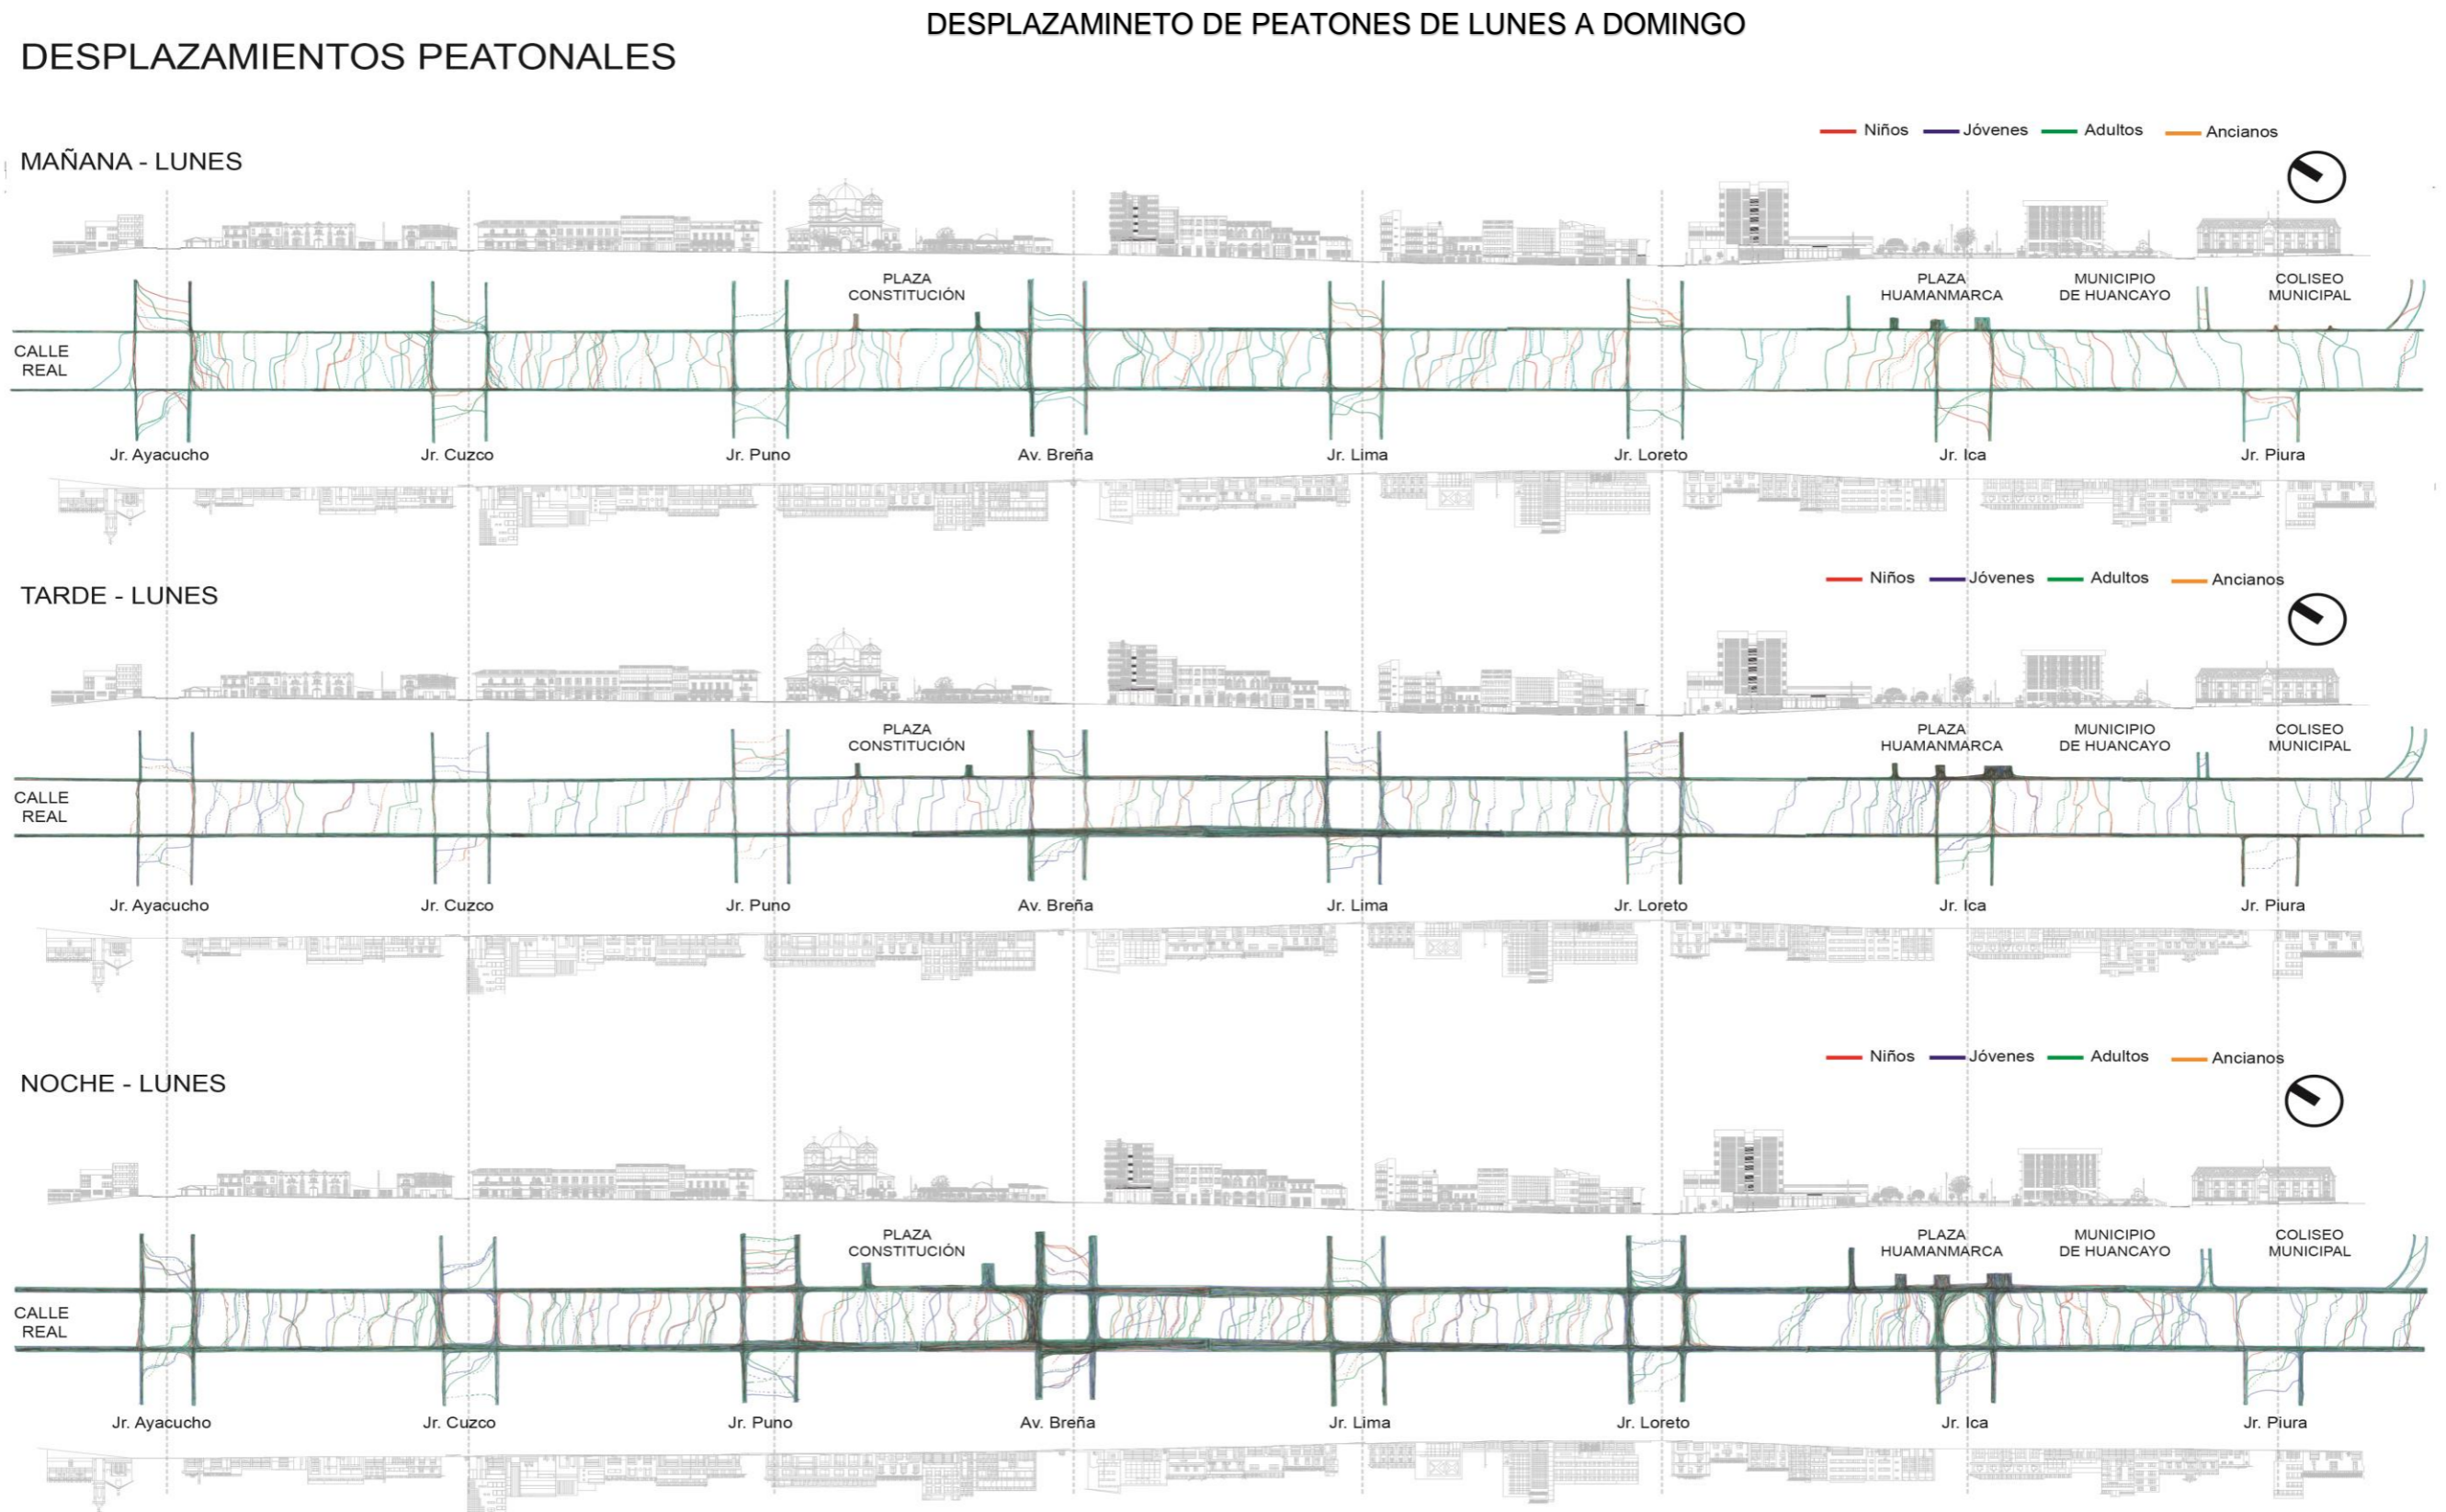 DESPLAZAMINETO DE PEATONES DE LUNES A DOMINGO
DESPLAZAMIENTOS PEATONALES
Niños Jóvenes Adultos Ancianos
MAÑANA - LUNES
PLAZA
CONSTITUCIÓN
PLAZA
HUAMANMARCA
MUNICIPIO
DE HUANCAYO
COLISEO
MUNICIPAL
CALLE
REAL
Jr. Ayacucho Jr. Cuzco Jr. Puno Av. Breña Jr. Lima Jr. Loreto Jr. Ica Jr. Piura
Niños Jóvenes Adultos Ancianos
TARDE - LUNES
PLAZA
CONSTITUCIÓN
PLAZA
HUAMANMARCA
MUNICIPIO
DE HUANCAYO
COLISEO
MUNICIPAL
CALLE
REAL
Jr. Ayacucho Jr. Cuzco Jr. Puno Av. Breña Jr. Lima Jr. Loreto Jr. Ica Jr. Piura
Niños Jóvenes Adultos Ancianos
NOCHE - LUNES
PLAZA
CONSTITUCIÓN
PLAZA
HUAMANMARCA
MUNICIPIO
DE HUANCAYO
COLISEO
MUNICIPAL
CALLE
REAL
Jr. Ayacucho Jr. Cuzco Jr. Puno Av. Breña Jr. Lima Jr. Loreto Jr. Ica Jr. Piura